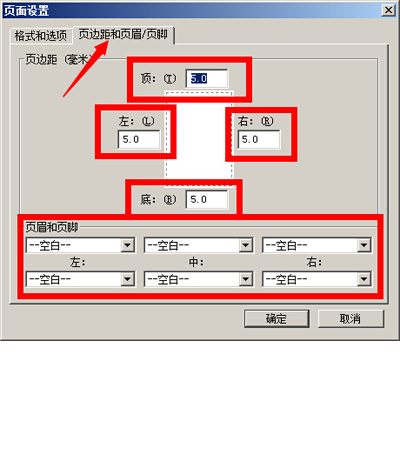 页面设置
格式和选项 页边距和页眉/页脚
页边距 (毫米)
顶: (T) 5.0
左: (L) 右: (R)
5.0 5.0
底: (B) 5.0
页眉和页脚
--空白-- --空白-- --空白--
左: 中: 右:
--空白-- --空白-- --空白--
确定 取消